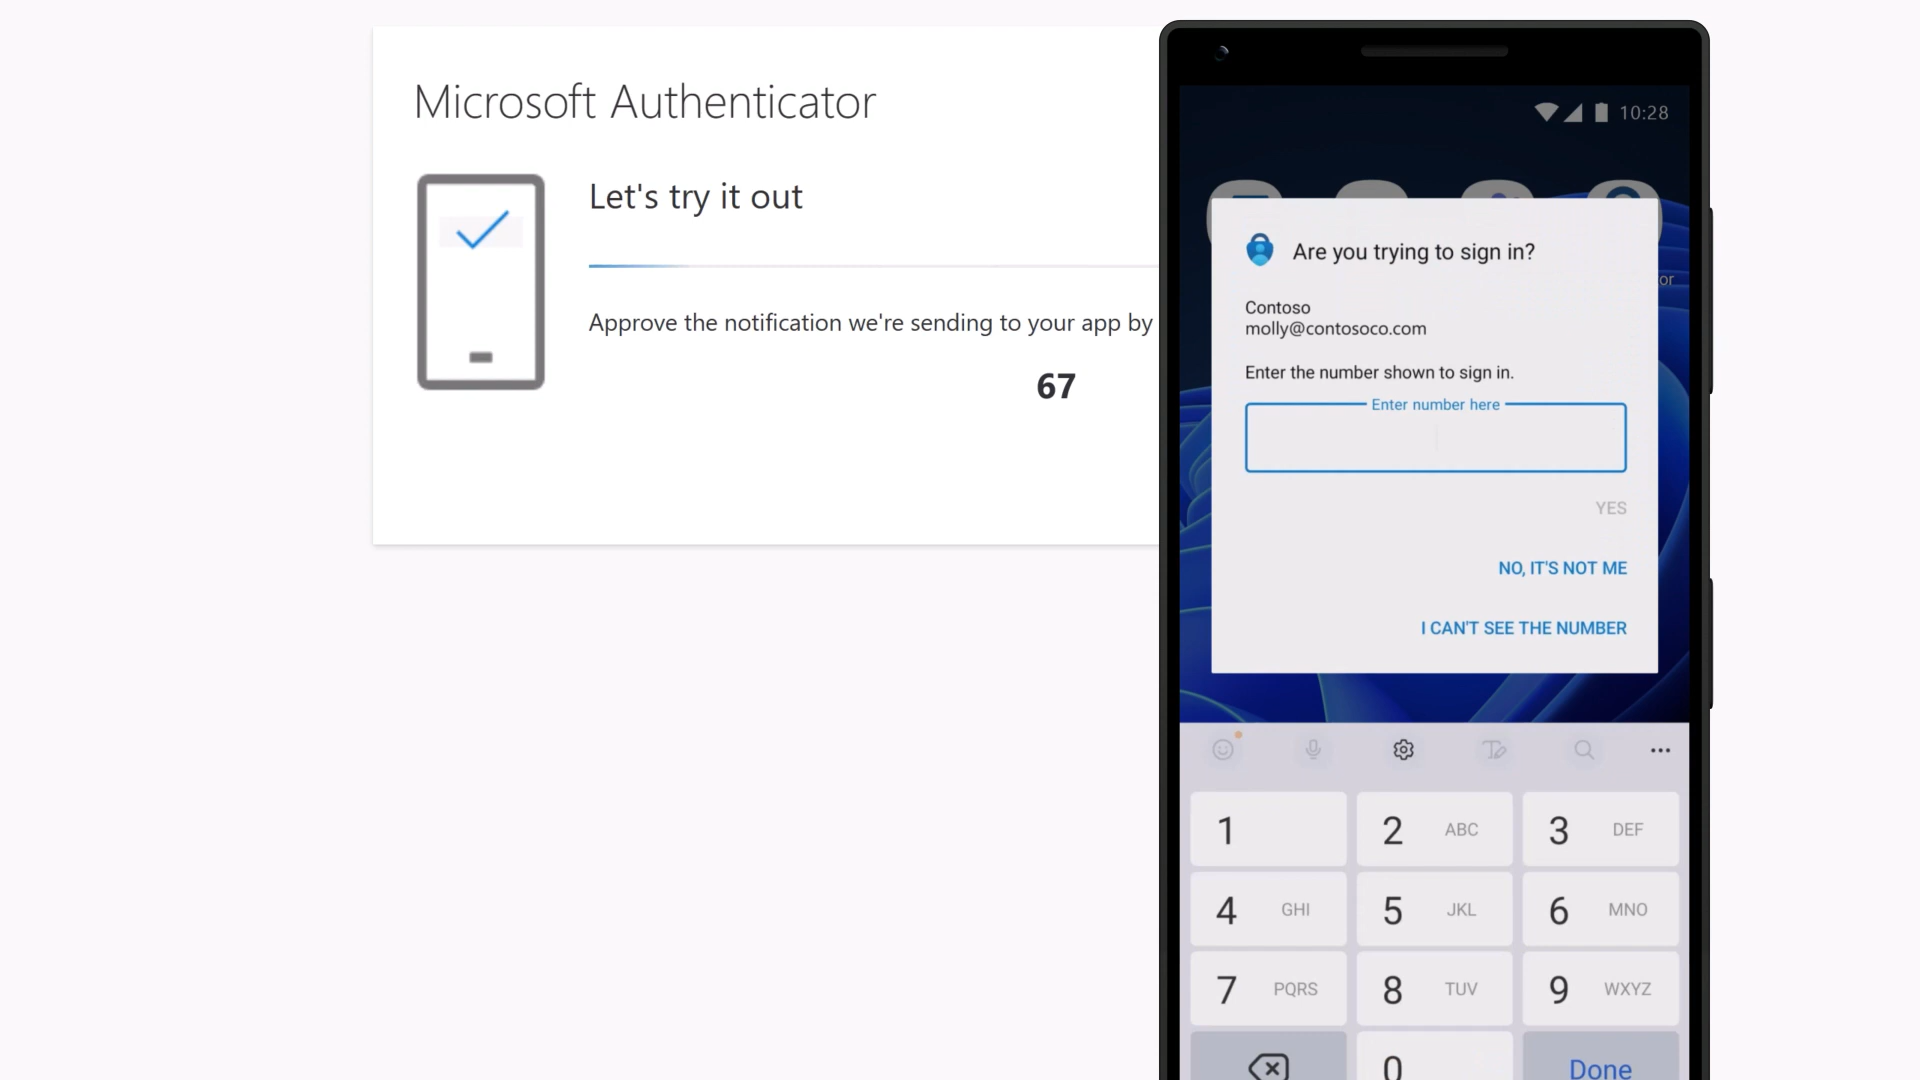 Microsoft Authenticator
Let's try it out
Approve the notification we're sending to your app by
67
10:28
or
Are you trying to sign in?
Contoso
molly@contosoco.com
Enter the number shown to sign in.
Enter number here
YES
NO, IT'S NOT ME
I CAN'T SEE THE NUMBER
1
2 ABC
3 DEF
4 GHI
5 JKL
6 MNO
7 PQRS
8 TUV
9 WXYZ
0
Done